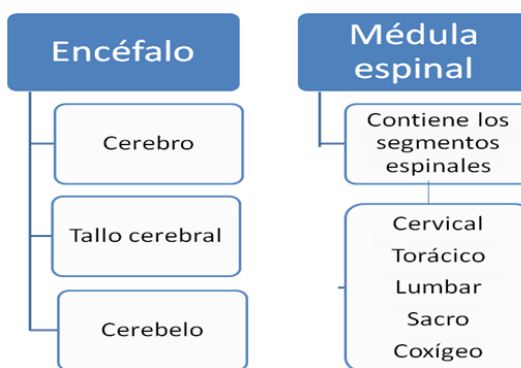 Encéfalo
Cerebro
Tallo cerebral
Cerebelo
Médula
espinal
Contiene los
segmentos
espinales
Cervical
Torácico
Lumbar
Sacro
Coxígeo